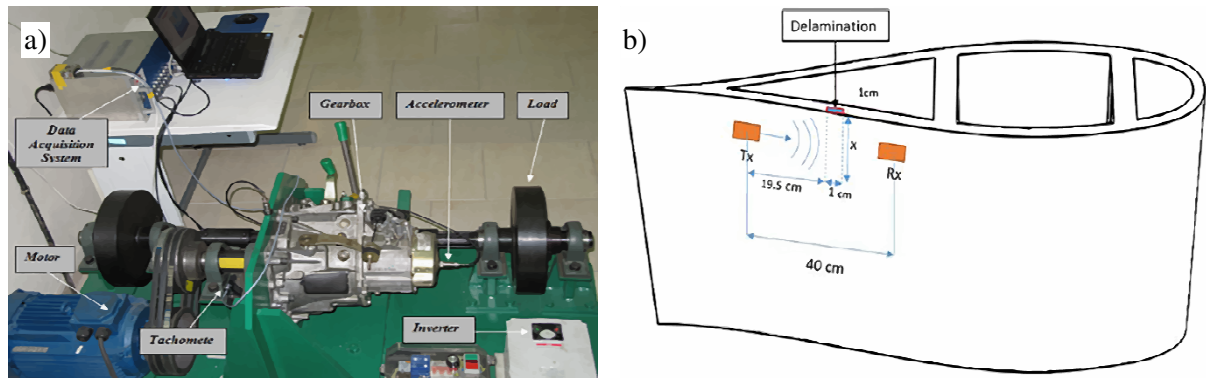 a)
Data
Acquisition
System
Gearbox
Accelerometer
Load
Motor
Tachomete
Inverter
b)
Delamination
1cm
Tx
x
Rx
19.5 cm
1 cm
40 cm